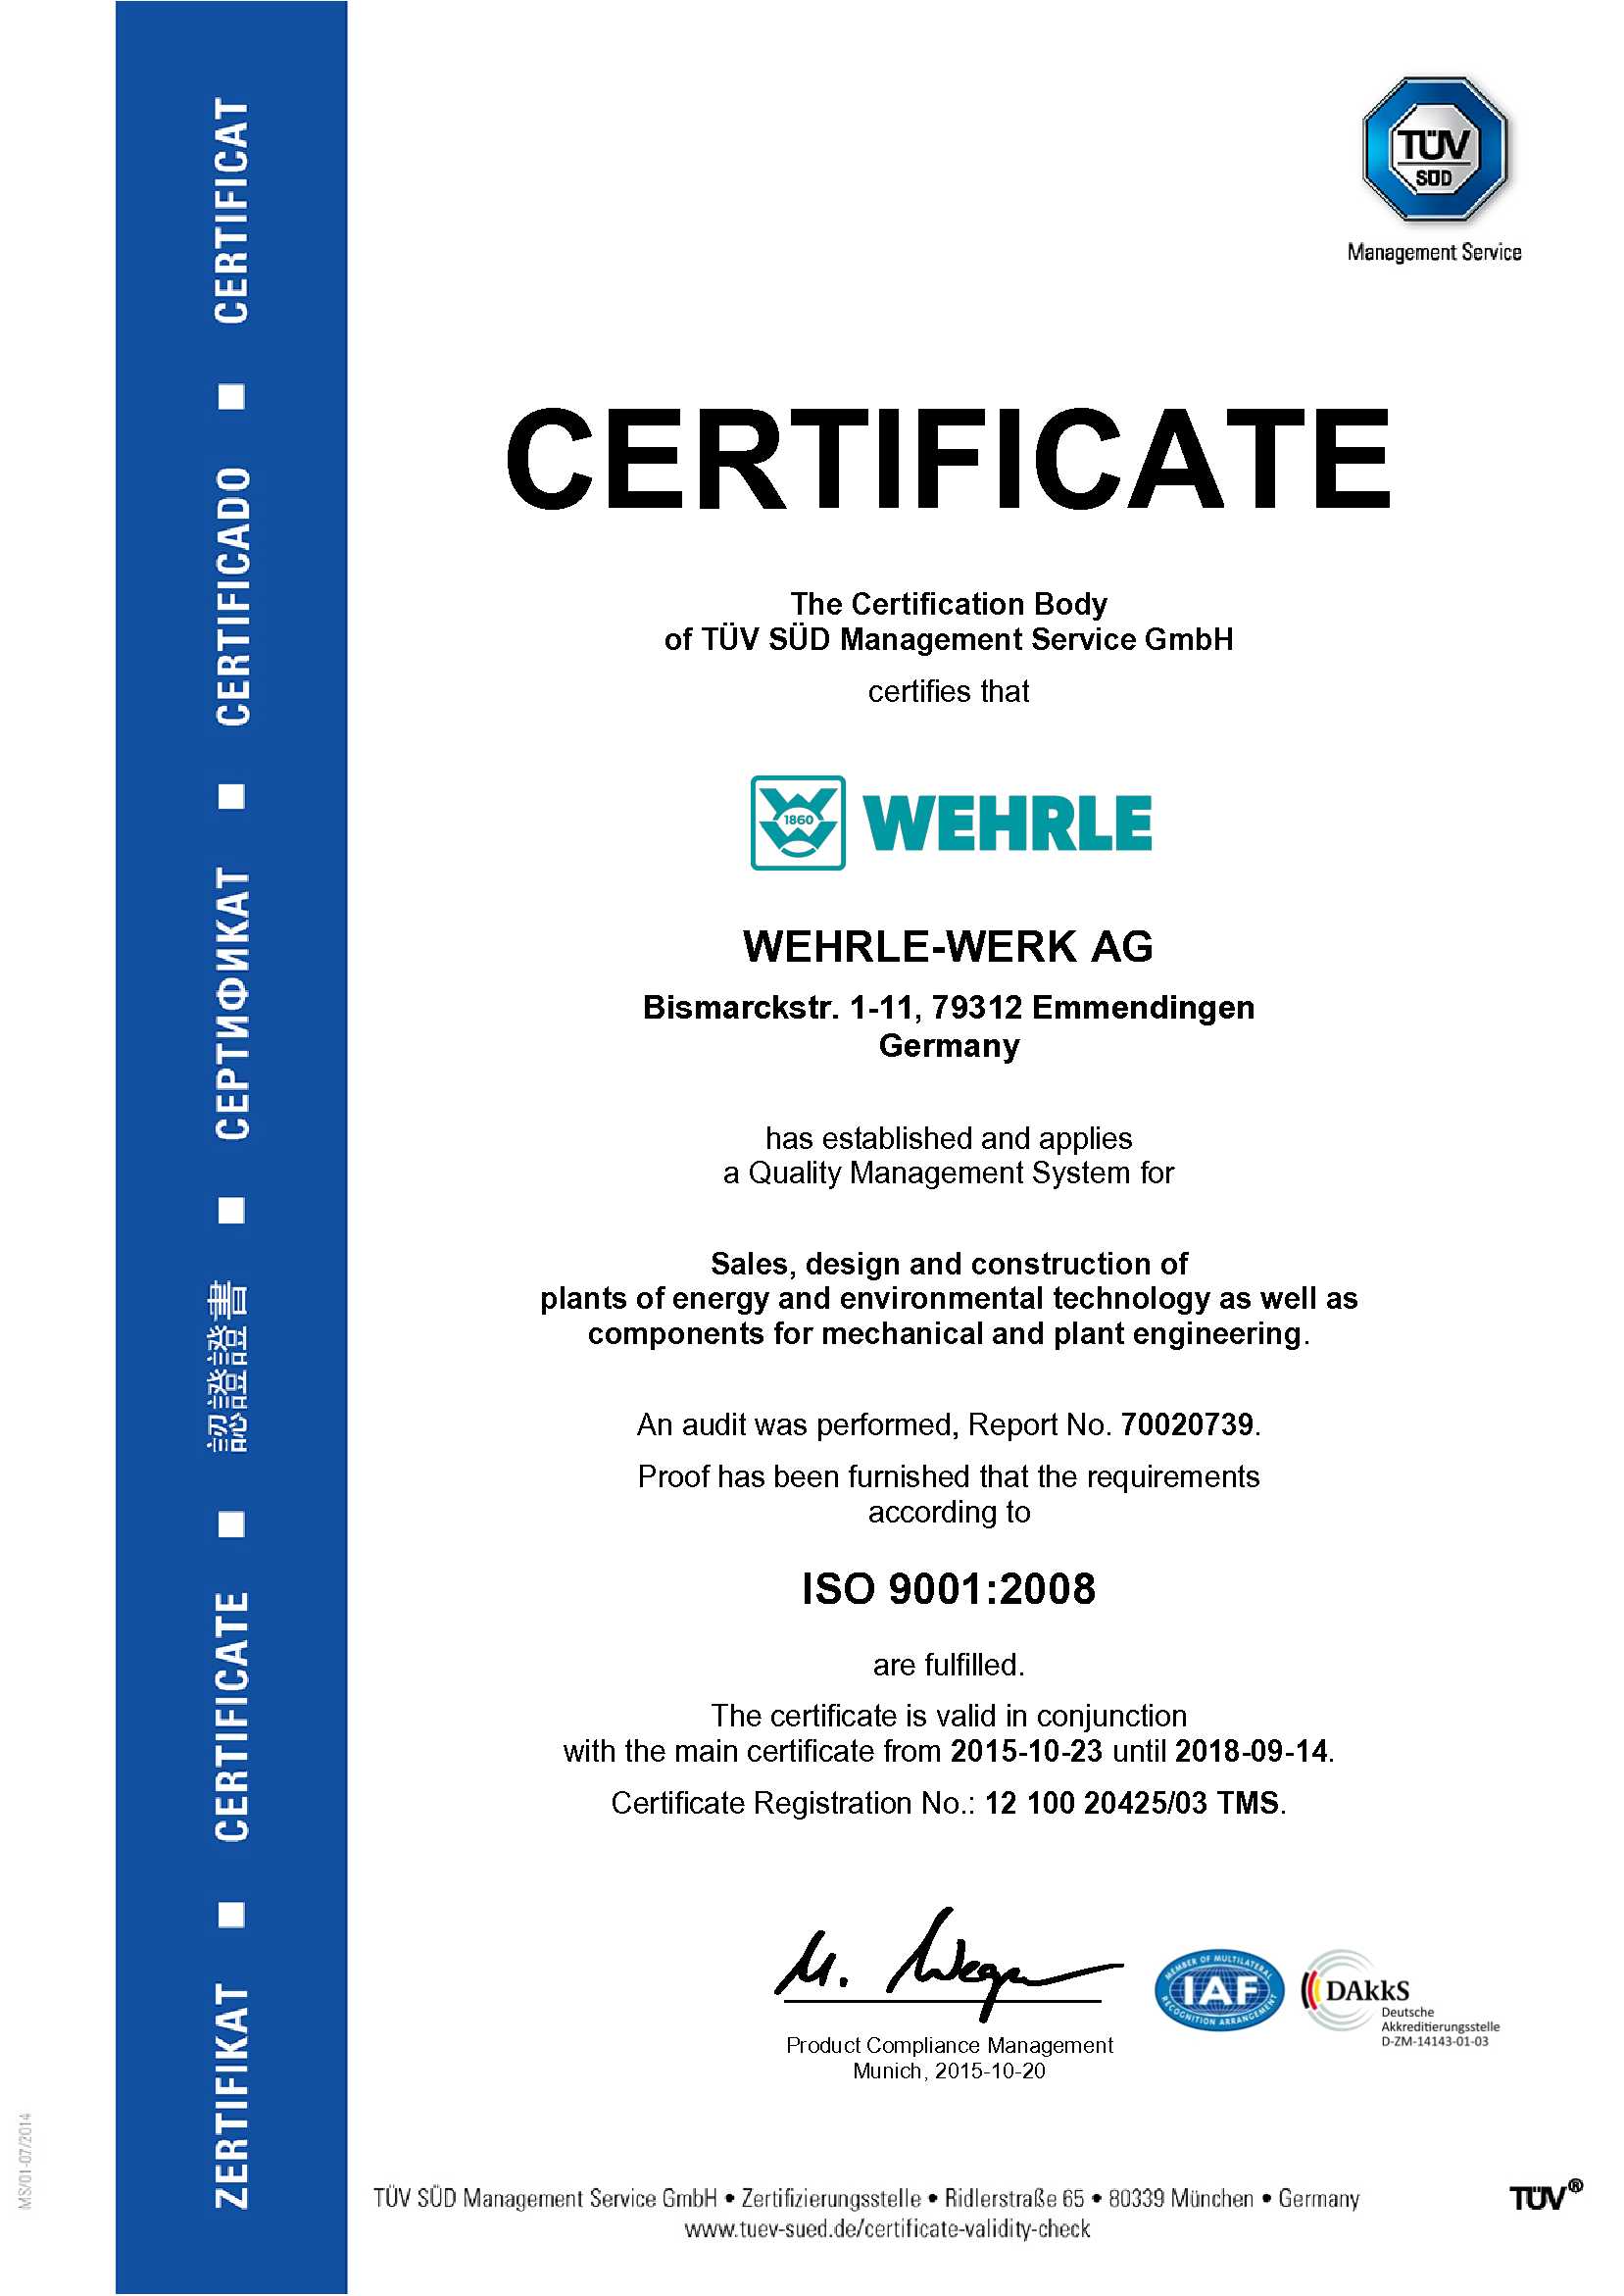 TÜV
SÜD
Management Service
CERTIFICATE
The Certification Body
of TÜV SÜD Management Service GmbH
certifies that
1860
WEHRLE
WEHRLE-WERK AG
Bismarckstr. 1-11, 79312 Emmendingen
Germany
has established and applies
a Quality Management System for
Sales, design and construction of
plants of energy and environmental technology as well as
components for mechanical and plant engineering.
An audit was performed, Report No. 70020739.
Proof has been furnished that the requirements
according to
ISO 9001:2008
are fulfilled.
The certificate is valid in conjunction
with the main certificate from 2015-10-23 until 2018-09-14.
Certificate Registration No.: 12 100 20425/03 TMS.
M. Wegner
Product Compliance Management
Munich, 2015-10-20
MEMBER OF MULTILATERAL
IAF
RECOGNITION ARRANGEMENT
DAkkS
Deutsche
Akkreditierungsstelle
D-ZM-14143-01-03
TÜV SÜD Management Service GmbH • Zertifizierungsstelle • Ridlerstraße 65 • 80339 München • Germany
www.tuev-sued.de/certificate-validity-check
TÜV®
ZERTIFIKAT ■ CERTIFICATE ■ 認證證書 ■ СЕРТИФИКАТ ■ CERTIFICADO ■ CERTIFICAT
MS/01-07/2014